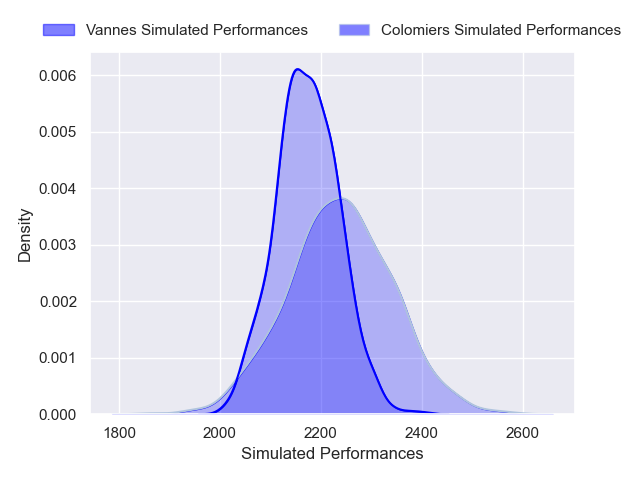 Vannes Simulated Performances Colomiers Simulated Performances
0.006
0.005
0.004
0.003
0.002
0.001
0.000
Density
1800 2000 2200 2400 2600
Simulated Performances